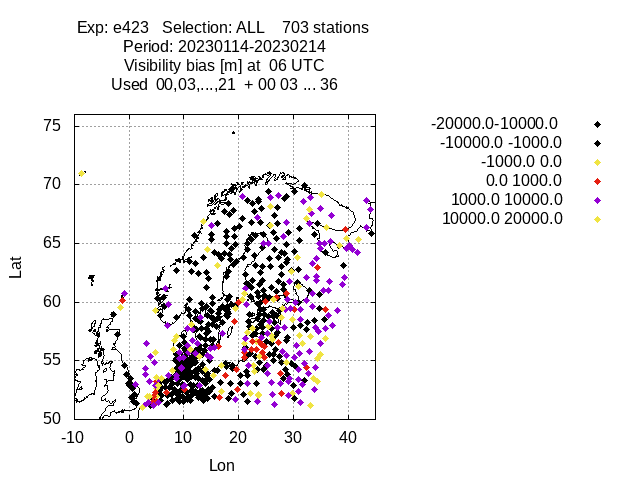 Exp: e423   Selection: ALL    703 stations
Period: 20230114-20230214
Visibility bias [m] at  06 UTC
Used  00,03,...,21  + 00 03 ... 36
-20000.0-10000.0
-10000.0 -1000.0
-1000.0 0.0
0.0 1000.0
1000.0 10000.0
10000.0 20000.0
75
70
65
60
55
50
Lat
-10 0 10 20 30 40
Lon